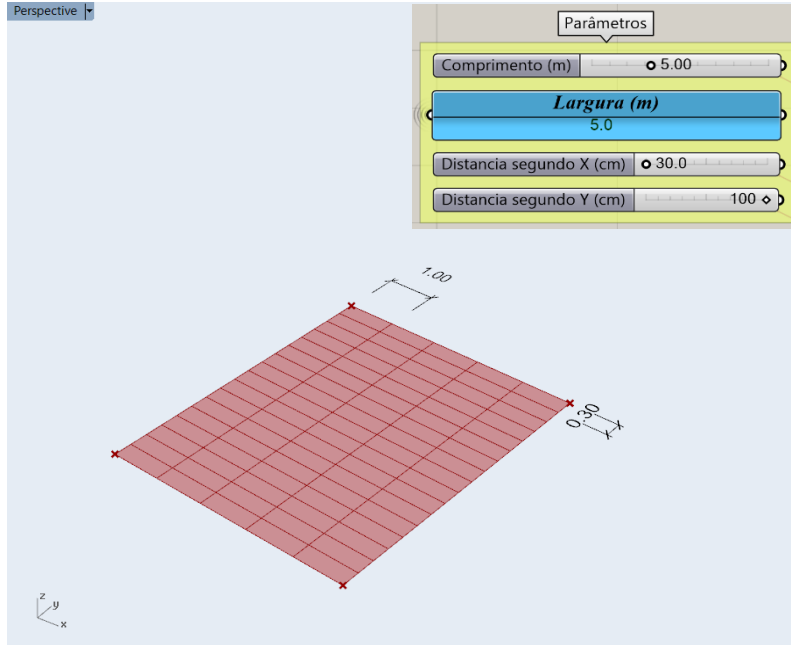 Perspective
Parâmetros
Comprimento (m) 5.00
Largura (m)
5.0
Distancia segundo X (cm) 30.0
Distancia segundo Y (cm) 100
1.00
0.30
z
y
x